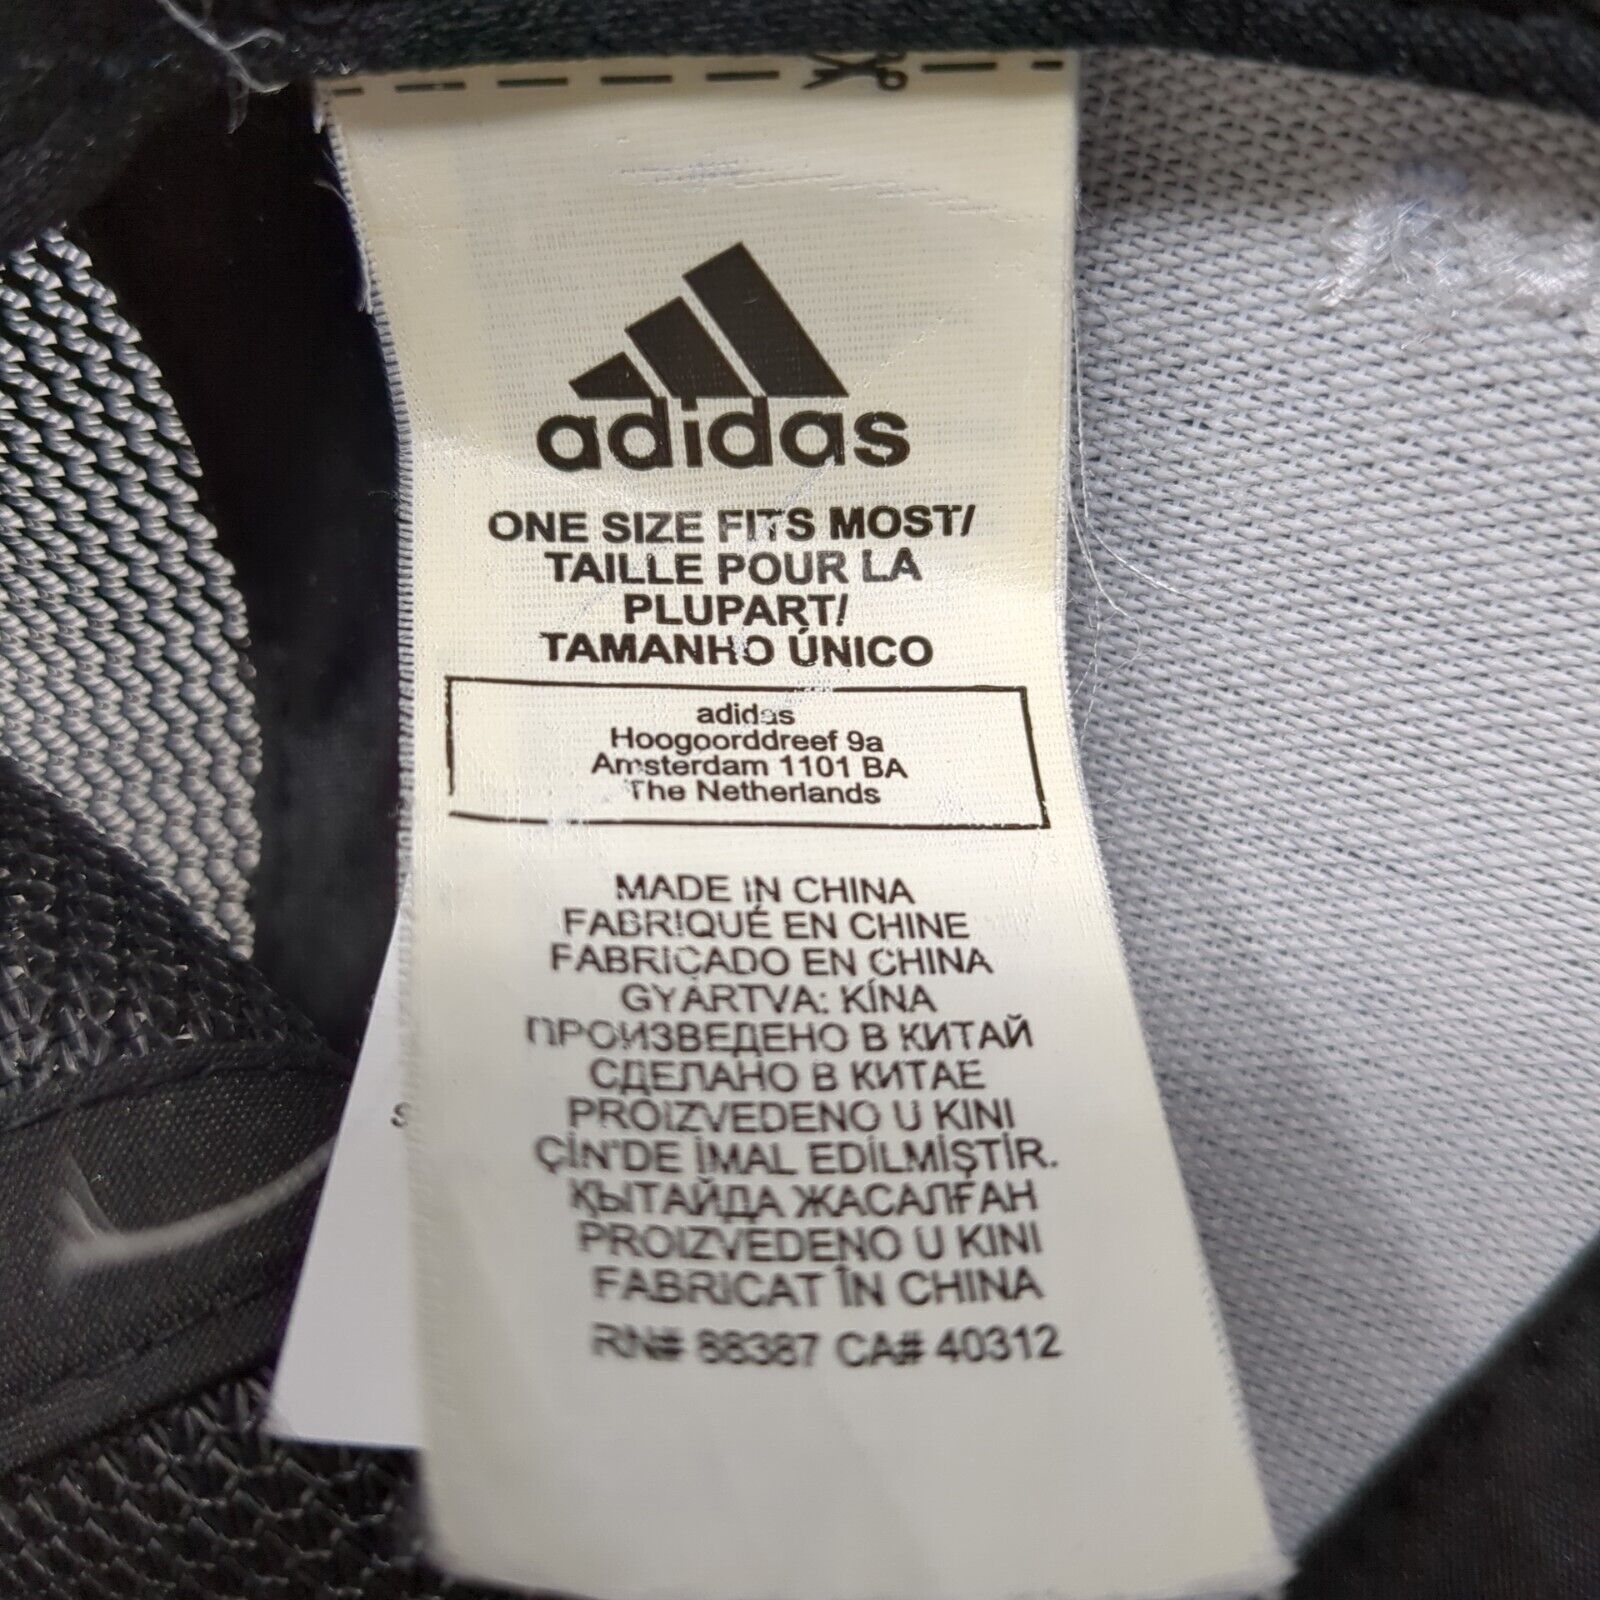 adidas
ONE SIZE FITS MOST/
TAILLE POUR LA
PLUPART/
TAMANHO ÚNICO
adidas
Hoogoorddreef 9a
Amsterdam 1101 BA
The Netherlands
MADE IN CHINA
FABRIQUÉ EN CHINE
FABRICADO EN CHINA
GYÁRTVA: KÍNA
ПРОИЗВЕДЕНО В КИТАЙ
СДЕЛАНО В КИТАЕ
PROIZVEDENO U KINI
ÇİN'DE İMAL EDİLMİŞTİR.
ҚЫТАЙДА ЖАСАЛҒАН
PROIZVEDENO U KINI
FABRICAT ÎN CHINA
RN# 88387 CA# 40312